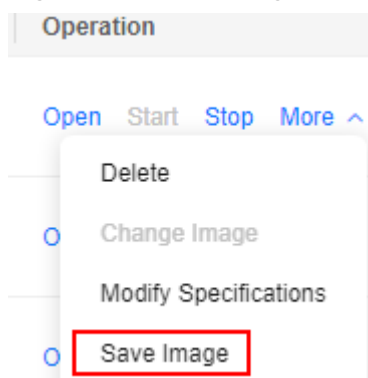 Operation
Open Start Stop More
Delete
O Change Image
Modify Specifications
O Save Image